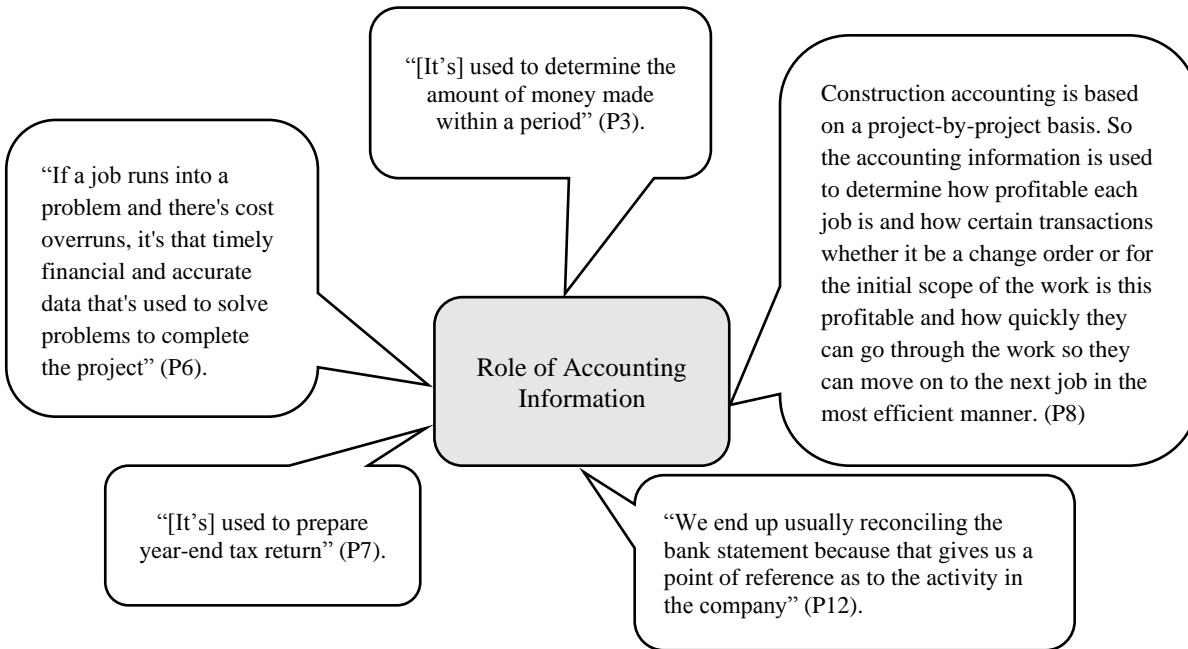 “[It’s] used to determine the
amount of money made
within a period” (P3).
“If a job runs into a
problem and there's cost
overruns, it's that timely
financial and accurate
data that's used to solve
problems to complete
the project” (P6).
Construction accounting is based
on a project-by-project basis. So
the accounting information is used
to determine how profitable each
job is and how certain transactions
whether it be a change order or for
the initial scope of the work is this
profitable and how quickly they
can go through the work so they
can move on to the next job in the
most efficient manner. (P8)
Role of Accounting
Information
“[It’s] used to prepare
year-end tax return” (P7).
“We end up usually reconciling the
bank statement because that gives us a
point of reference as to the activity in
the company” (P12).